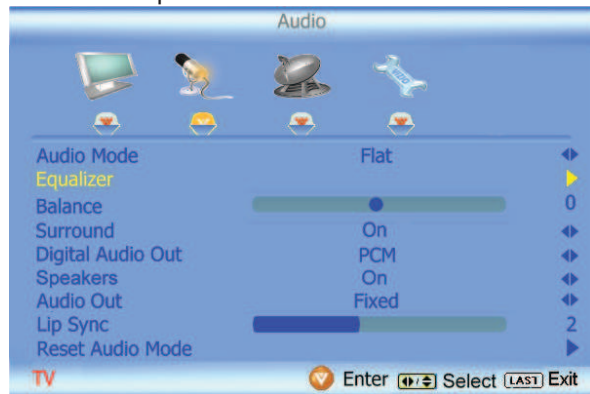 Audio
VIZIO
Audio Mode Flat
Equalizer
Balance 0
Surround On
Digital Audio Out PCM
Speakers On
Audio Out Fixed
Lip Sync 2
Reset Audio Mode
TV V Enter Select LAST Exit